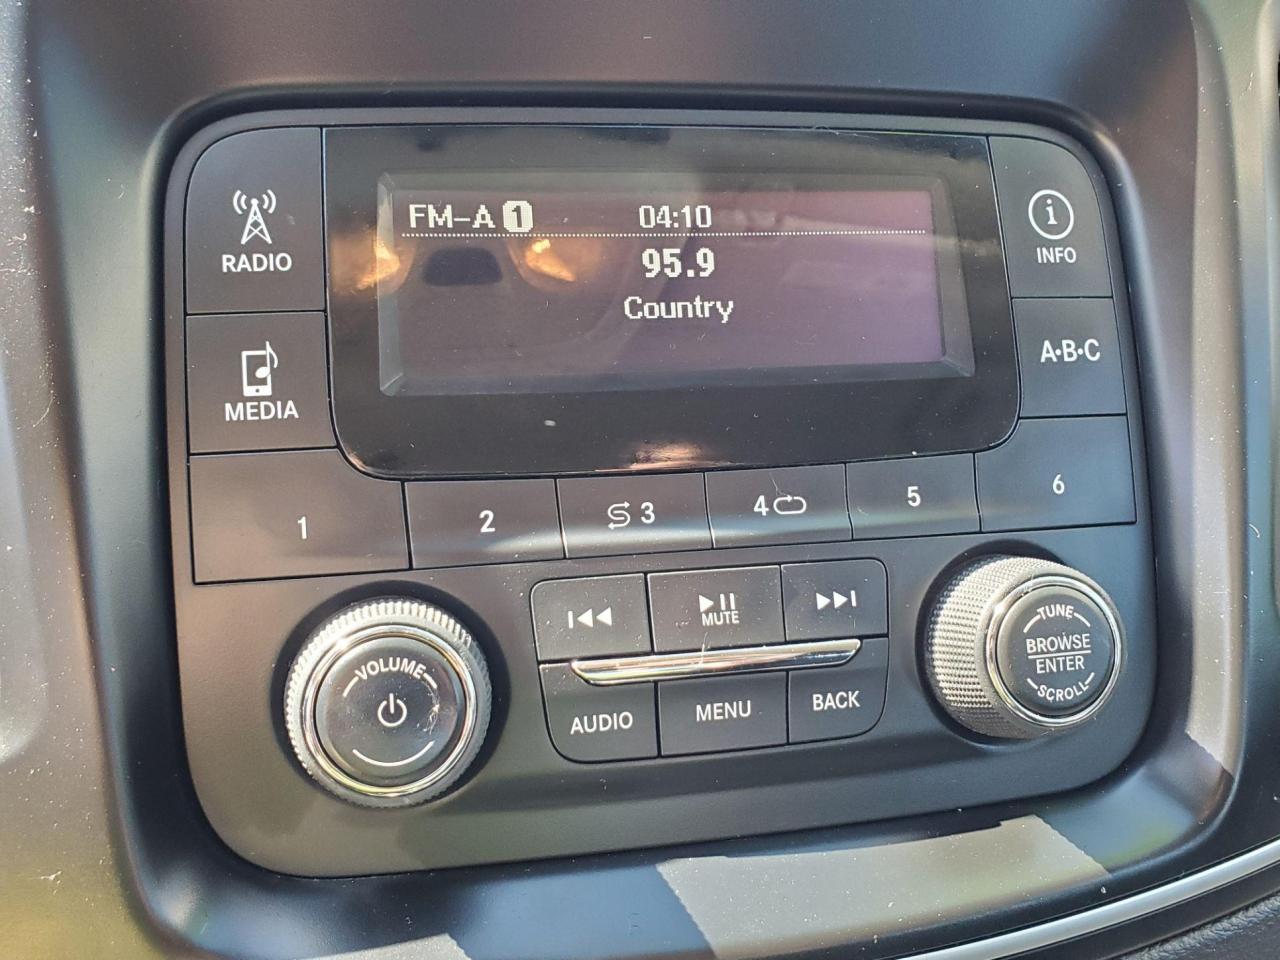 RADIO
FM-A 1 04:10
95.9
Country
INFO
MEDIA
A·B·C
1
2
3
4
5
6
VOLUME
MUTE
AUDIO
MENU
BACK
TUNE
BROWSE
ENTER
SCROLL